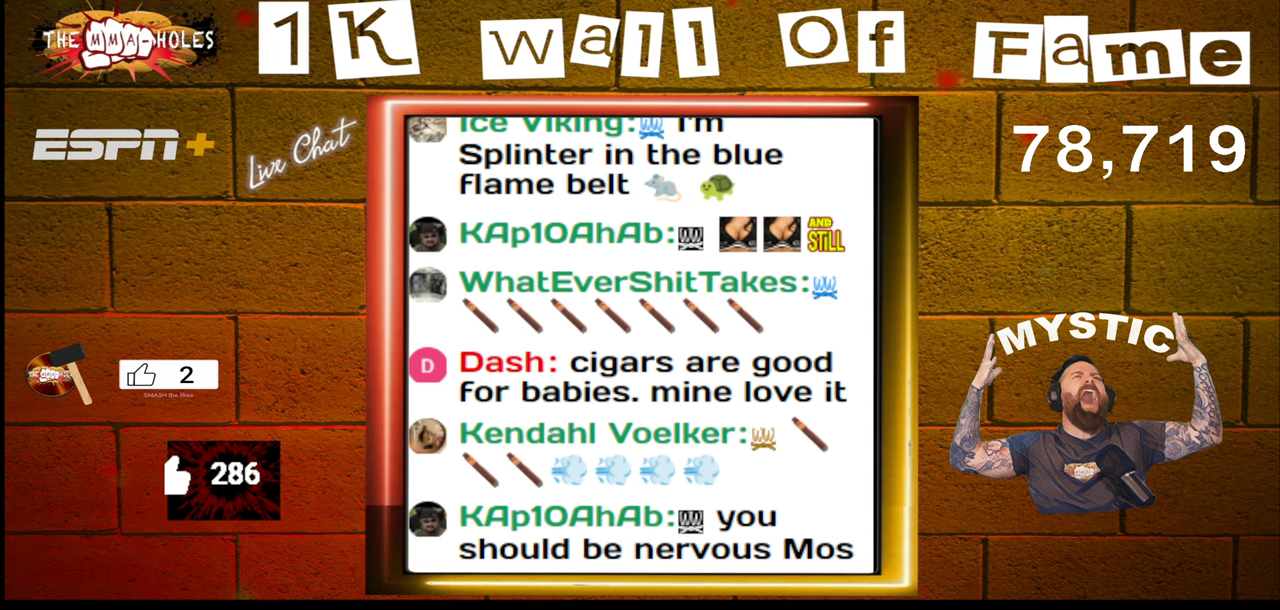 THE MMA-HOLES
1K Wall Of Fame
ESPN+
Live Chat
78,719
Ice Viking: I'm
Splinter in the blue
flame belt
KAp1OAhAb: AND STILL
WhatEverShitTakes:
D Dash: cigars are good
for babies. mine love it
Kendahl Voelker:
KAp1OAhAb: you
should be nervous Mos
2
SMASH the likes
286
MYSTIC